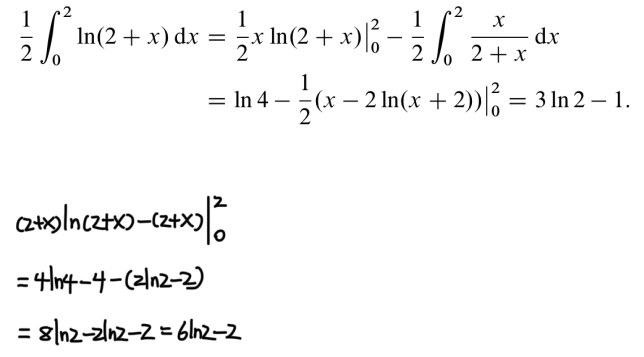 1/2 ∫₀² ln(2 + x) dx = 1/2 x ln(2 + x)|₀² − 1/2 ∫₀² x/(2 + x) dx
= ln 4 − 1/2 (x − 2 ln(x + 2))|₀² = 3 ln 2 − 1.
(2+x)ln(2+x)−(2+x)|₀²
=4ln4−4−(2ln2−2)
=8ln2−2ln2−2=6ln2−2